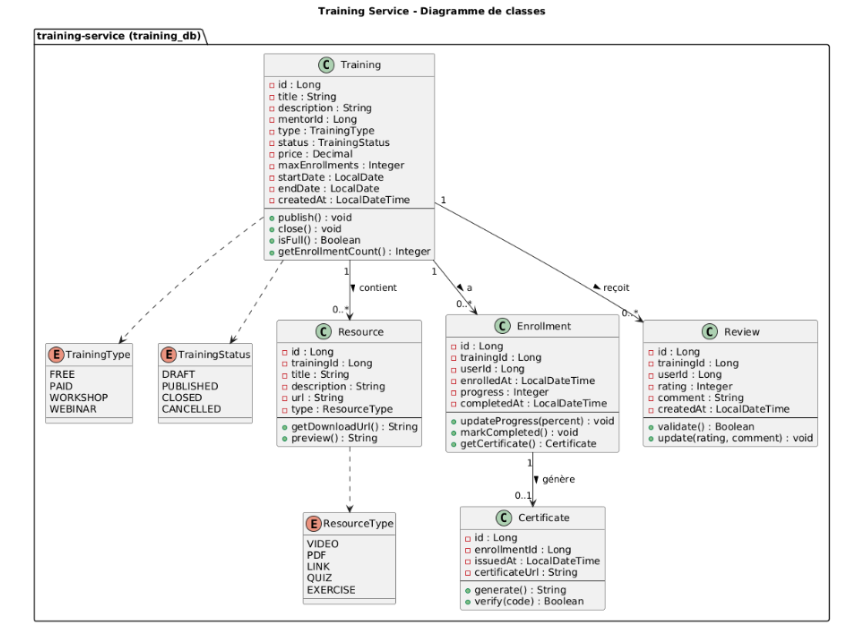 Training Service - Diagramme de classes
training-service (training_db)
C Training
id : Long
title : String
description : String
mentorId : Long
type : TrainingType
status : TrainingStatus
price : Decimal
maxEnrollments : Integer
startDate : LocalDate
endDate : LocalDate
createdAt : LocalDateTime
publish() : void
close() : void
isFull() : Boolean
getEnrollmentCount() : Integer
1
1
1
contient
a
reçoit
0..*
0..*
0..*
E TrainingType
FREE
PAID
WORKSHOP
WEBINAR
E TrainingStatus
DRAFT
PUBLISHED
CLOSED
CANCELLED
C Resource
id : Long
trainingId : Long
title : String
description : String
url : String
type : ResourceType
getDownloadUrl() : String
preview() : String
C Enrollment
id : Long
trainingId : Long
userId : Long
enrolledAt : LocalDateTime
progress : Integer
completedAt : LocalDateTime
updateProgress(percent) : void
markCompleted() : void
getCertificate() : Certificate
C Review
id : Long
trainingId : Long
userId : Long
rating : Integer
comment : String
createdAt : LocalDateTime
validate() : Boolean
update(rating, comment) : void
1
génère
0..1
E ResourceType
VIDEO
PDF
LINK
QUIZ
EXERCISE
C Certificate
id : Long
enrollmentId : Long
issuedAt : LocalDateTime
certificateUrl : String
generate() : String
verify(code) : Boolean